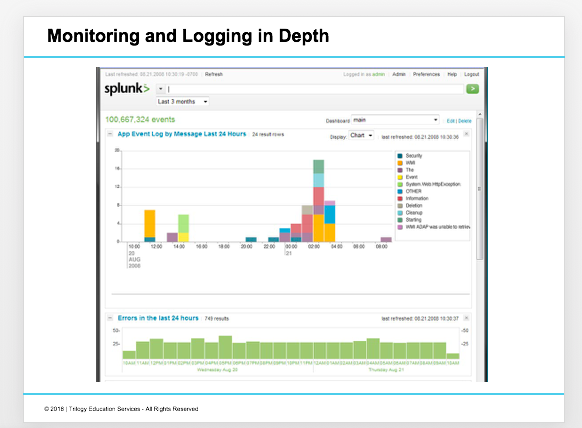 Monitoring and Logging in Depth
Last refreshed: 08.21.2008 10:30:19 -0700 Refresh
Logged in as admin | Admin | Preferences | Help | Logout
splunk>
Last 3 months
100,667,324 events
Dashboard: main
Edit | Delete
App Event Log by Message Last 24 Hours 24 result rows
Display: Chart
last refreshed: 08.21.2008 10:30:36
20
16
12
8
4
0
Security
WMI
The
Event
System.Web.HttpException
OTHER
Information
Deletion
Cleanup
Starting
WMI ADAP was unable to retriev
10:00 12:00 14:00 16:00 18:00 20:00 22:00 00:00 02:00 04:00 06:00 08:00
20 21
AUG
2008
Errors in the last 24 hours 745 results
last refreshed: 08.21.2008 10:30:37
50- -50
25- -25
Wednesday Aug 20 Thursday Aug 21
© 2018 | Trilogy Education Services - All Rights Reserved